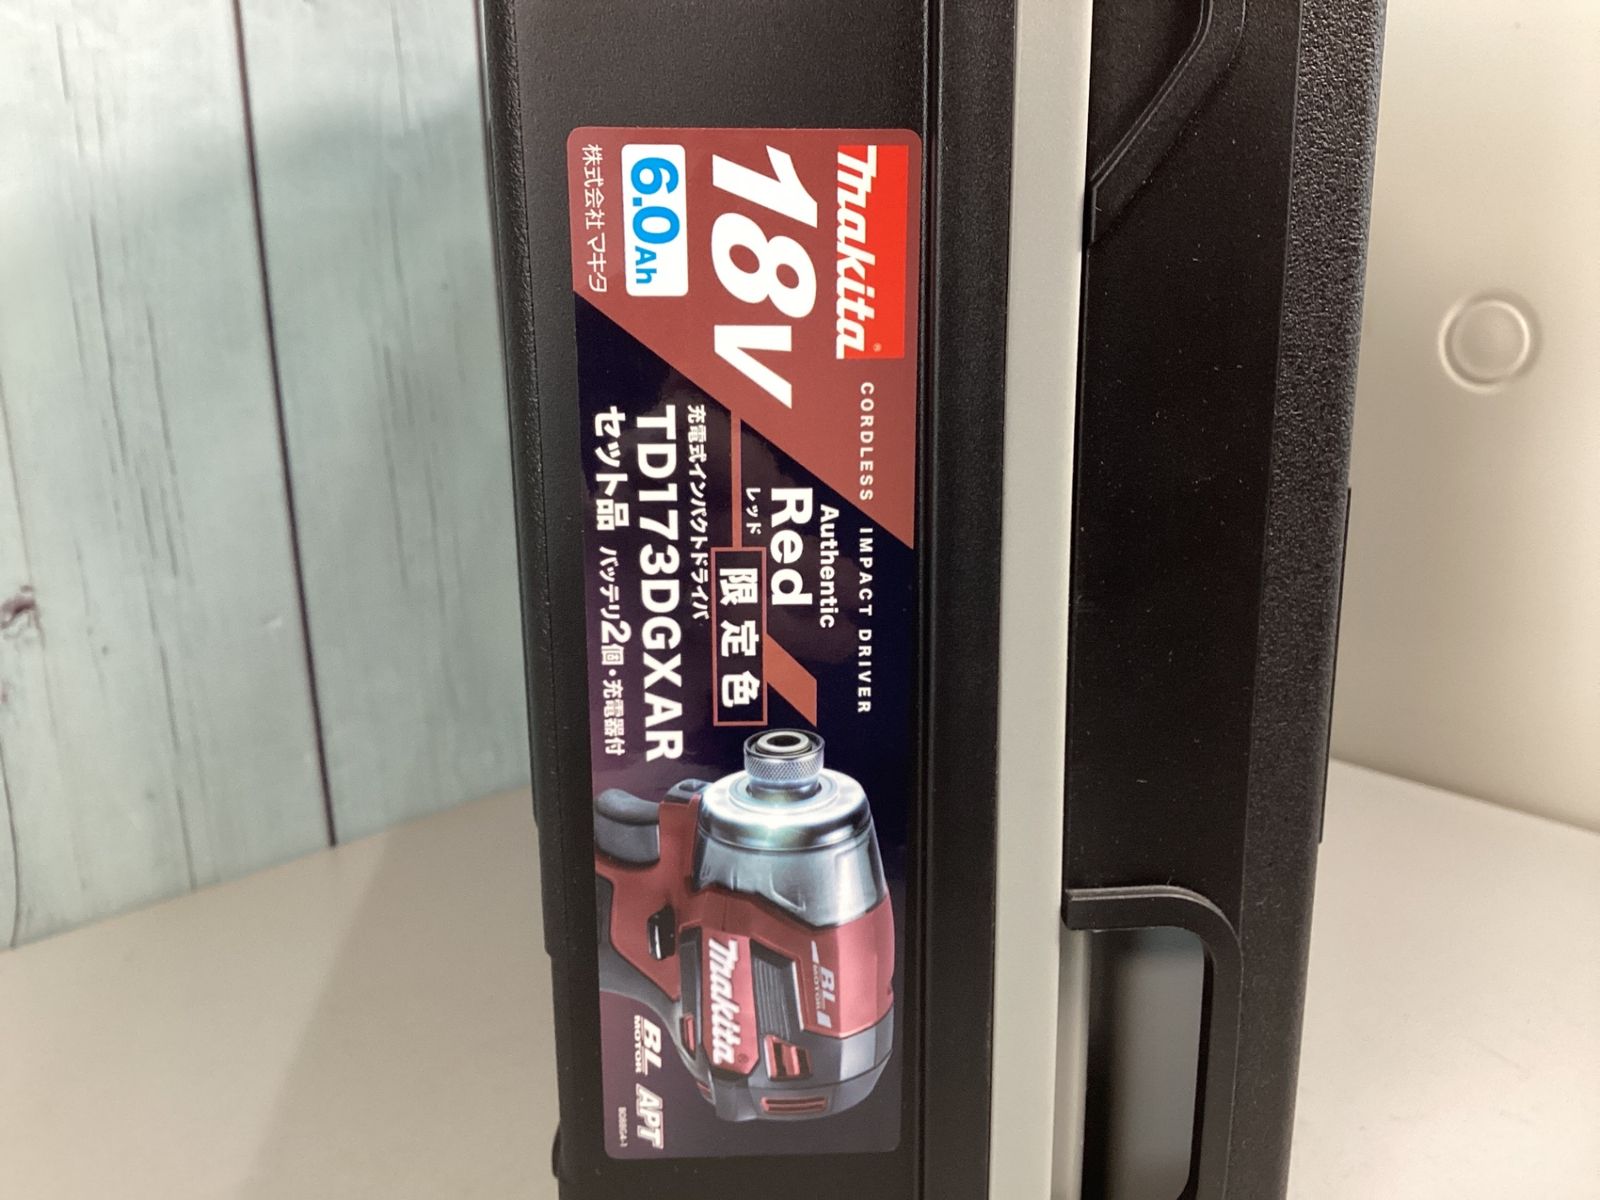 makita
18V
6.0Ah
株式会社マキタ
CORDLESS IMPACT DRIVER
Authentic
Red
レッド
限定色
充電式インパクトドライバ
TD173DGXAR
セット品 バッテリ2個・充電器付
BL
MOTOR
makita
BL
MOTOR
APT